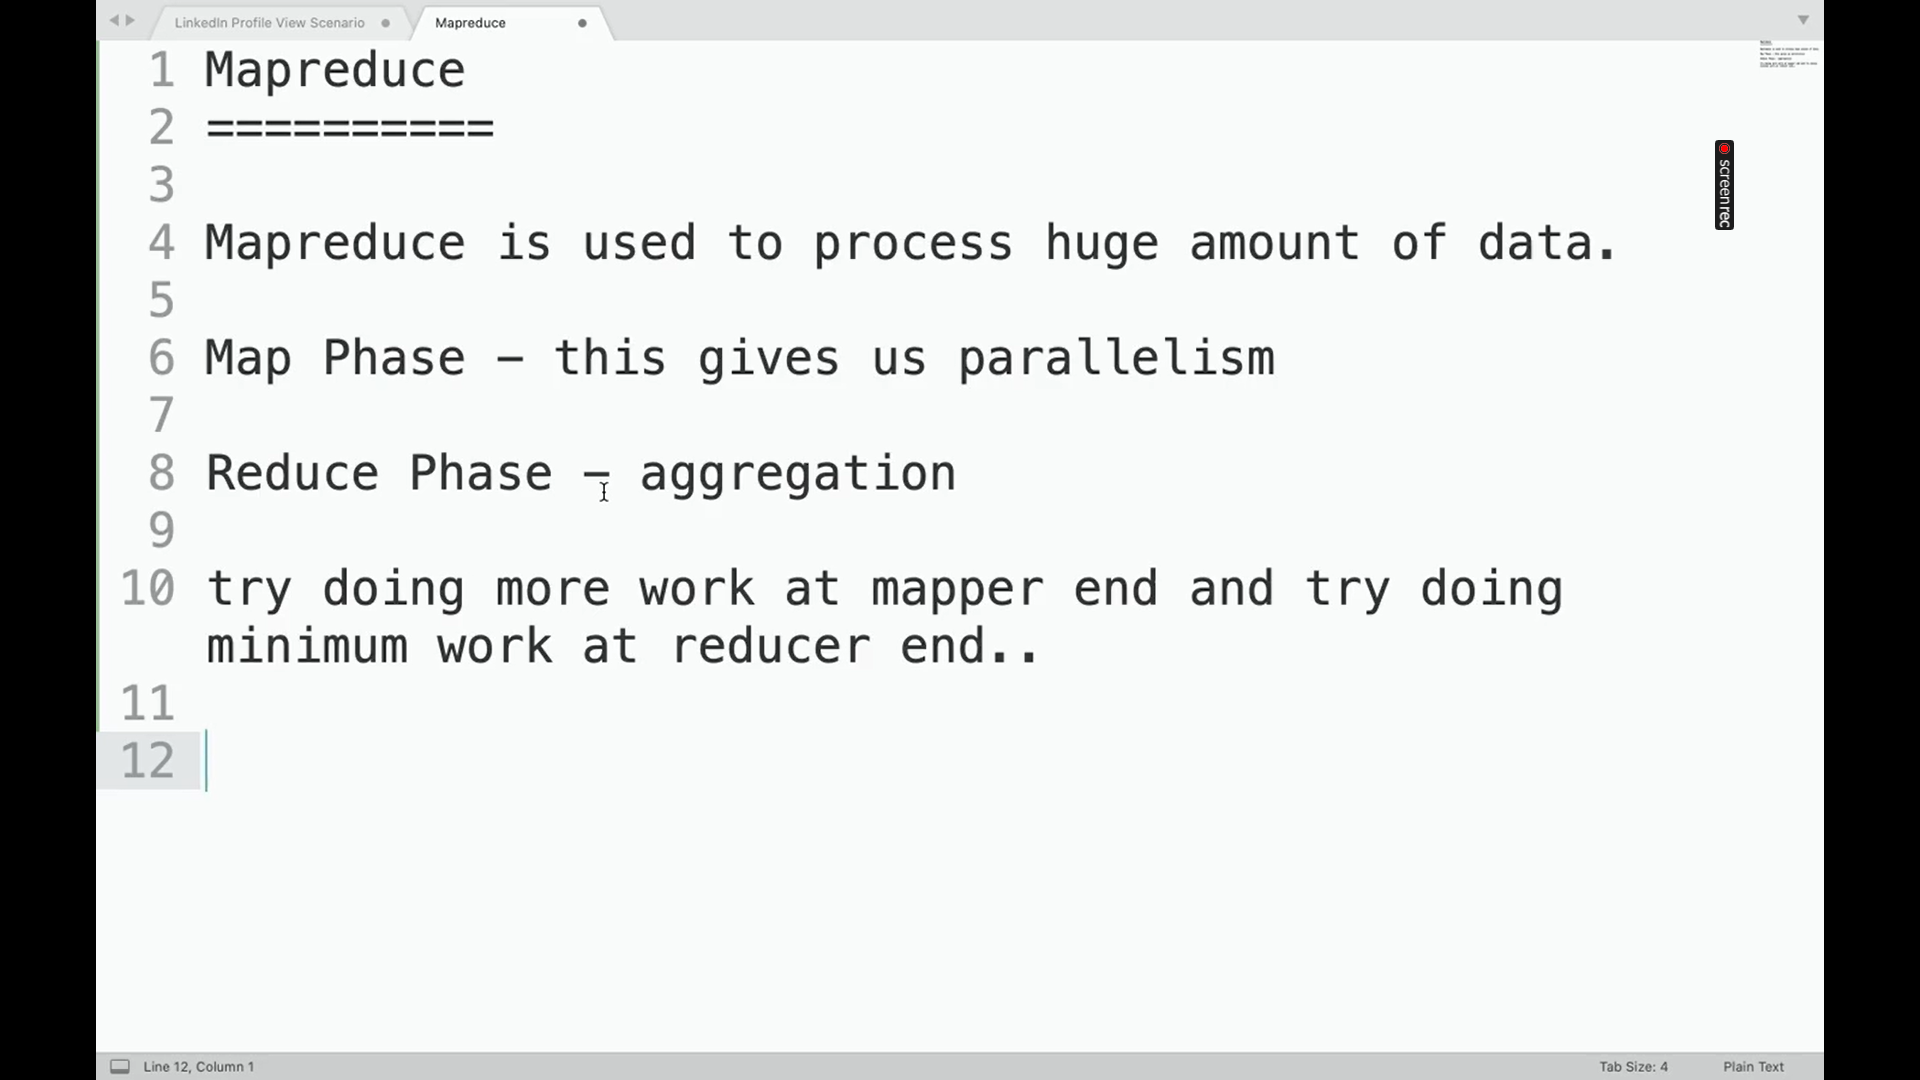 LinkedIn Profile View Scenario
Mapreduce
1 Mapreduce
2 ==========
3
4 Mapreduce is used to process huge amount of data.
5
6 Map Phase - this gives us parallelism
7
8 Reduce Phase - aggregation
9
10 try doing more work at mapper end and try doing
minimum work at reducer end..
11
12
screenrec
Line 12, Column 1
Tab Size: 4
Plain Text